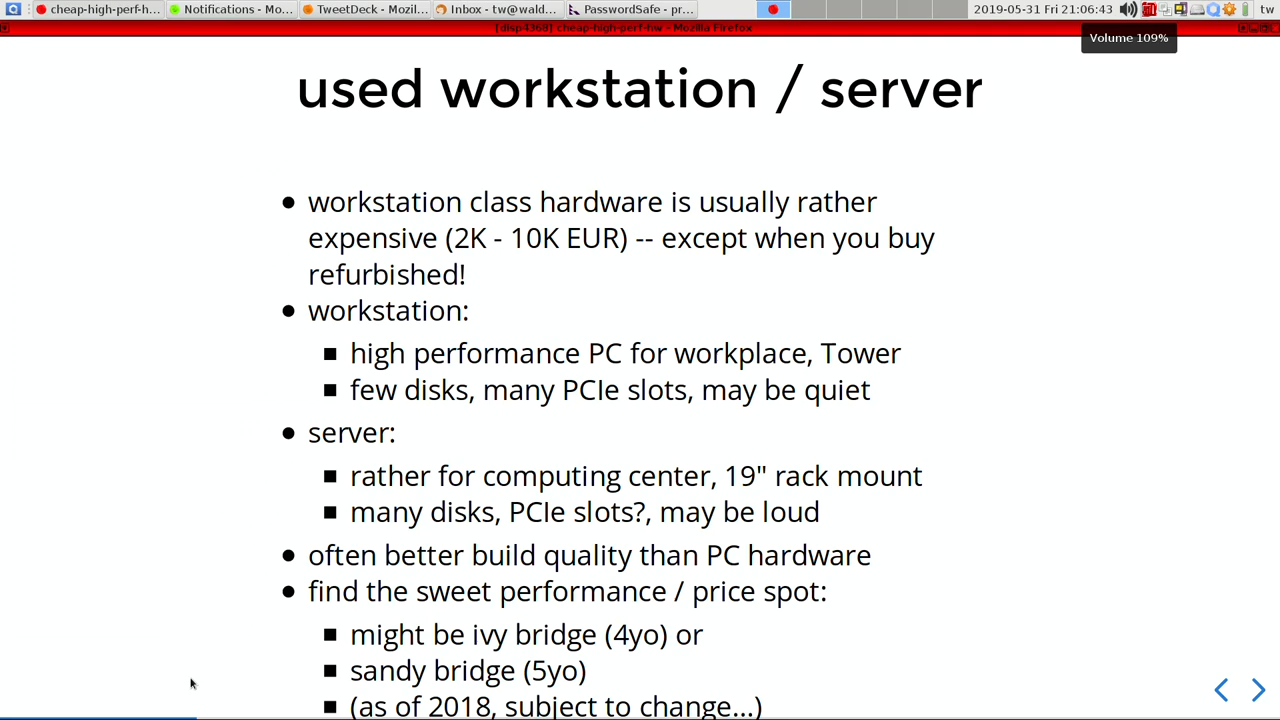 cheap-high-perf-h...
Notifications - Mo...
TweetDeck - Mozil...
Inbox - tw@wald...
PasswordSafe - pr...
2019-05-31 Fri 21:06:43
tw
[disp4368] cheap-high-perf-hw - Mozilla Firefox
Volume 109%
used workstation / server
● workstation class hardware is usually rather
expensive (2K - 10K EUR) -- except when you buy
refurbished!
● workstation:
■ high performance PC for workplace, Tower
■ few disks, many PCIe slots, may be quiet
● server:
■ rather for computing center, 19" rack mount
■ many disks, PCIe slots?, may be loud
● often better build quality than PC hardware
● find the sweet performance / price spot:
■ might be ivy bridge (4yo) or
■ sandy bridge (5yo)
■ (as of 2018, subject to change...)